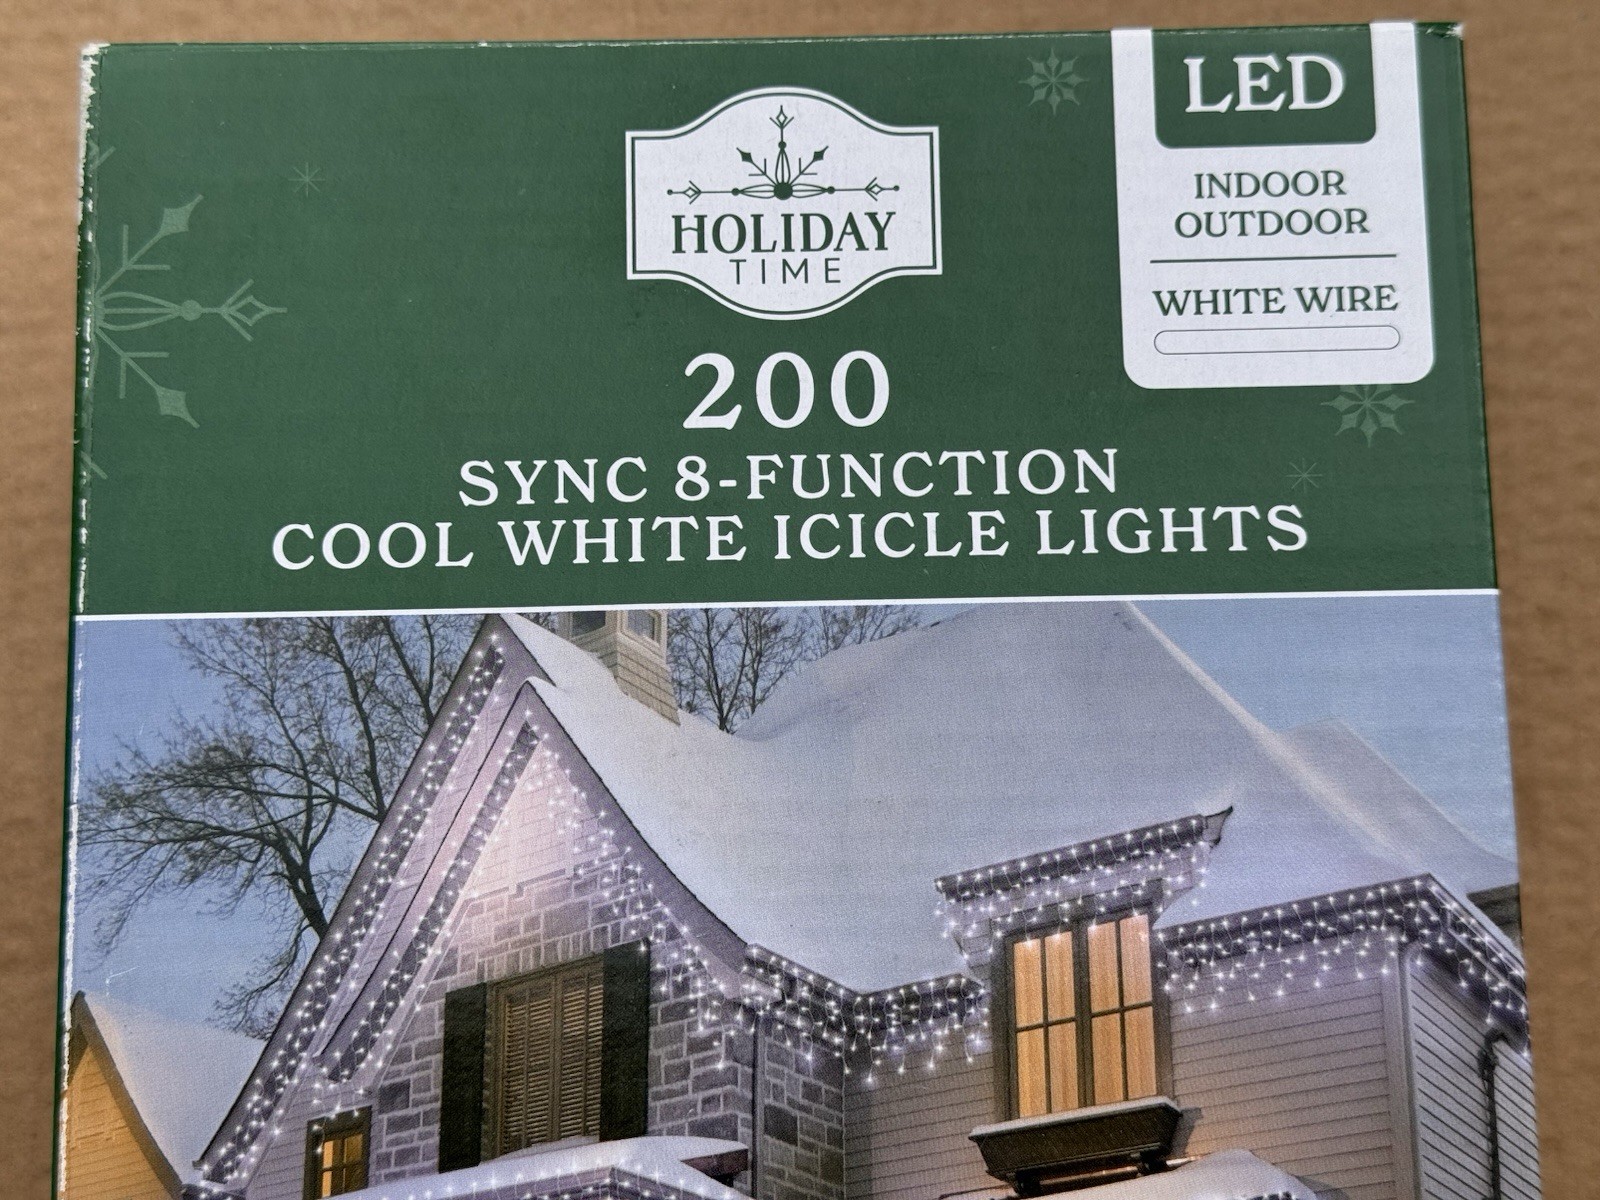 HOLIDAY
TIME
LED
INDOOR
OUTDOOR
WHITE WIRE
200
SYNC 8-FUNCTION
COOL WHITE ICICLE LIGHTS